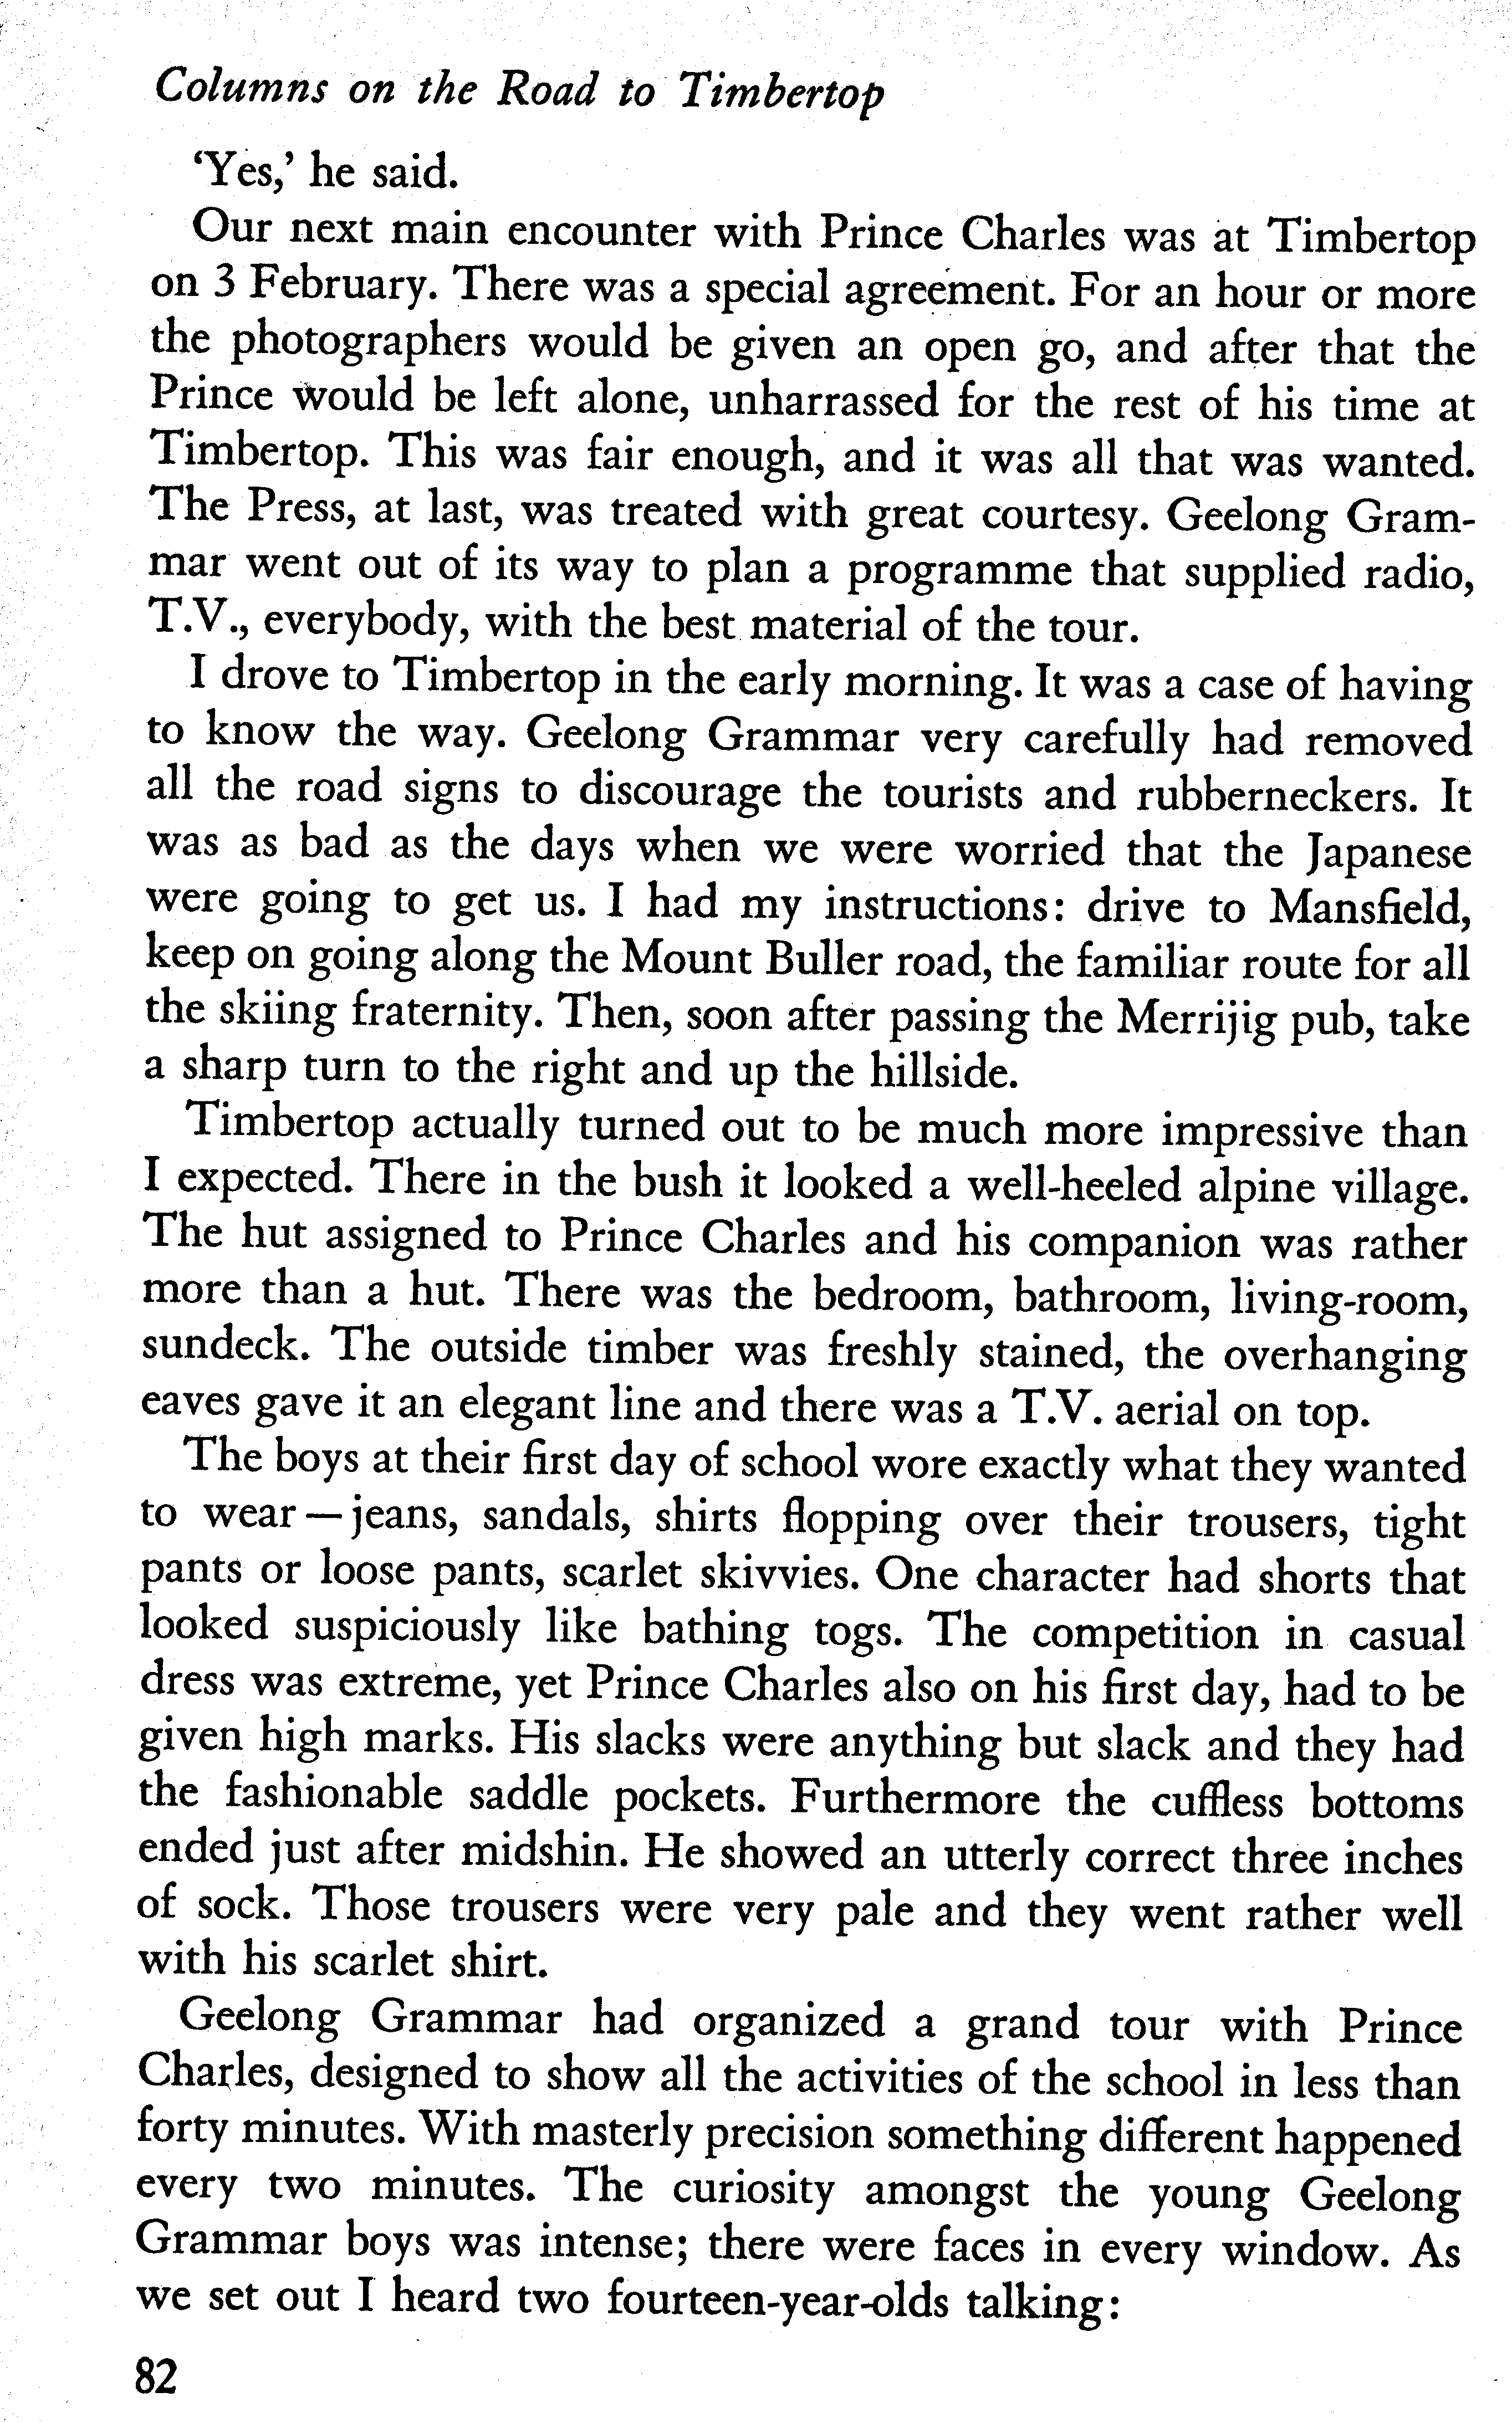 Columns on the Road to Timbertop
‘Yes,’ he said.
Our next main encounter with Prince Charles was at Timbertop
on 3 February. There was a special agreement. For an hour or more
the photographers would be given an open go, and after that the
Prince would be left alone, unharrassed for the rest of his time at
Timbertop. This was fair enough, and it was all that was wanted.
The Press, at last, was treated with great courtesy. Geelong Gram-
mar went out of its way to plan a programme that supplied radio,
T.V., everybody, with the best material of the tour.
I drove to Timbertop in the early morning. It was a case of having
to know the way. Geelong Grammar very carefully had removed
all the road signs to discourage the tourists and rubberneckers. It
was as bad as the days when we were worried that the Japanese
were going to get us. I had my instructions: drive to Mansfield,
keep on going along the Mount Buller road, the familiar route for all
the skiing fraternity. Then, soon after passing the Merrijig pub, take
a sharp turn to the right and up the hillside.
Timbertop actually turned out to be much more impressive than
I expected. There in the bush it looked a well-heeled alpine village.
The hut assigned to Prince Charles and his companion was rather
more than a hut. There was the bedroom, bathroom, living-room,
sundeck. The outside timber was freshly stained, the overhanging
eaves gave it an elegant line and there was a T.V. aerial on top.
The boys at their first day of school wore exactly what they wanted
to wear — jeans, sandals, shirts flopping over their trousers, tight
pants or loose pants, scarlet skivvies. One character had shorts that
looked suspiciously like bathing togs. The competition in casual
dress was extreme, yet Prince Charles also on his first day, had to be
given high marks. His slacks were anything but slack and they had
the fashionable saddle pockets. Furthermore the cuffless bottoms
ended just after midshin. He showed an utterly correct three inches
of sock. Those trousers were very pale and they went rather well
with his scarlet shirt.
Geelong Grammar had organized a grand tour with Prince
Charles, designed to show all the activities of the school in less than
forty minutes. With masterly precision something different happened
every two minutes. The curiosity amongst the young Geelong
Grammar boys was intense; there were faces in every window. As
we set out I heard two fourteen-year-olds talking:
82